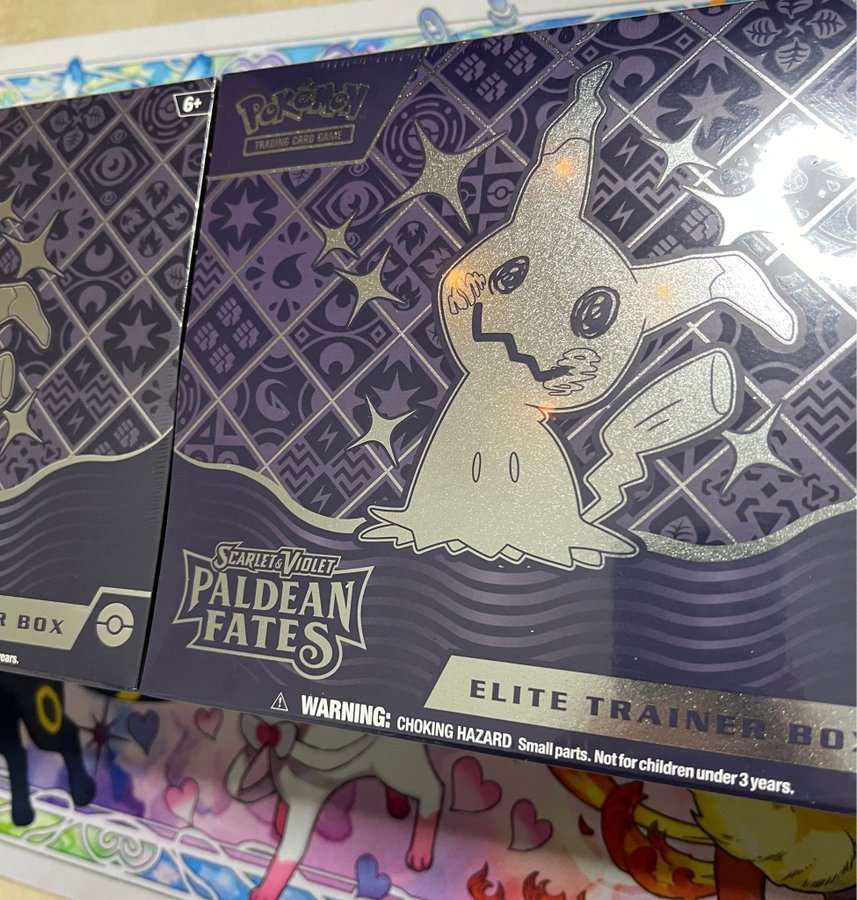 6+
R BOX
ears.
POKÉMON
TRADING CARD GAME
SCARLET & VIOLET
PALDEAN
FATES
ELITE TRAINER BOX
WARNING: CHOKING HAZARD Small parts. Not for children under 3 years.